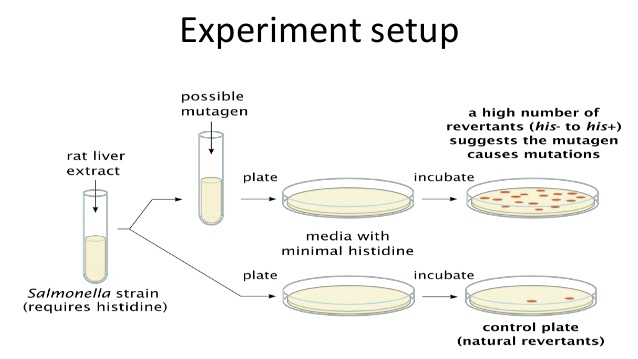 Experiment setup
possible
mutagen
a high number of
revertants (his- to his+)
suggests the mutagen
causes mutations
rat liver
extract
plate
incubate
media with
minimal histidine
Salmonella strain
(requires histidine)
plate
incubate
control plate
(natural revertants)